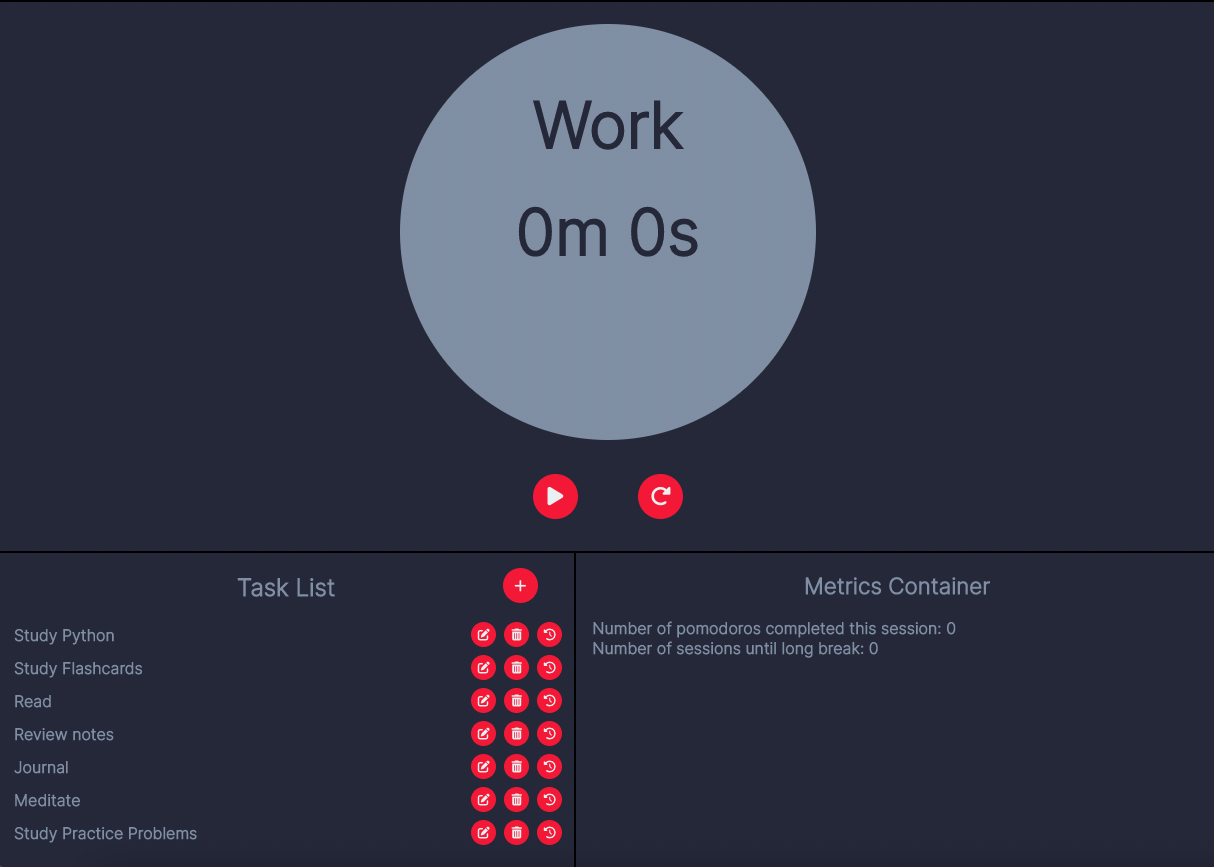 Work
0m 0s
Task List
Study Python
Study Flashcards
Read
Review notes
Journal
Meditate
Study Practice Problems
Metrics Container
Number of pomodoros completed this session: 0
Number of sessions until long break: 0